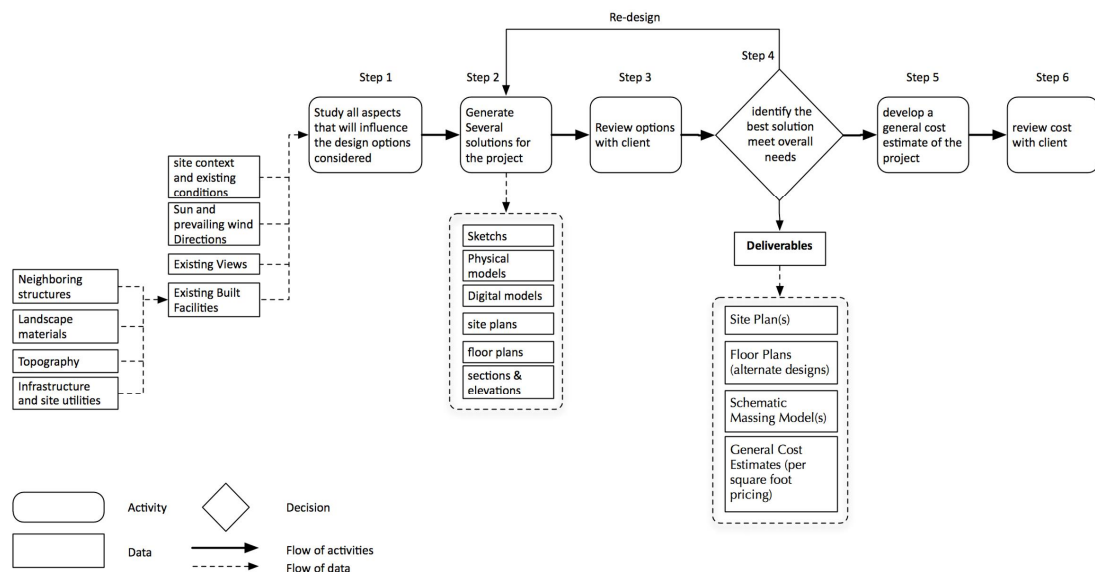 Re-design
Step 1
Step 2
Step 3
Step 4
Step 5
Step 6
Study all aspects
that will influence
the design options
considered
Generate
Several
solutions for
the project
Review options
with client
identify the
best solution
meet overall
needs
develop a
general cost
estimate of the
project
review cost
with client
site context
and existing
conditions
Sun and
prevailing wind
Directions
Existing Views
Existing Built
Facilities
Neighboring
structures
Landscape
materials
Topography
Infrastructure
and site utilities
Sketchs
Physical
models
Digital models
site plans
floor plans
sections &
elevations
Deliverables
Site Plan(s)
Floor Plans
(alternate designs)
Schematic
Massing Model(s)
General Cost
Estimates (per
square foot
pricing)
Activity
Decision
Data
Flow of activities
Flow of data